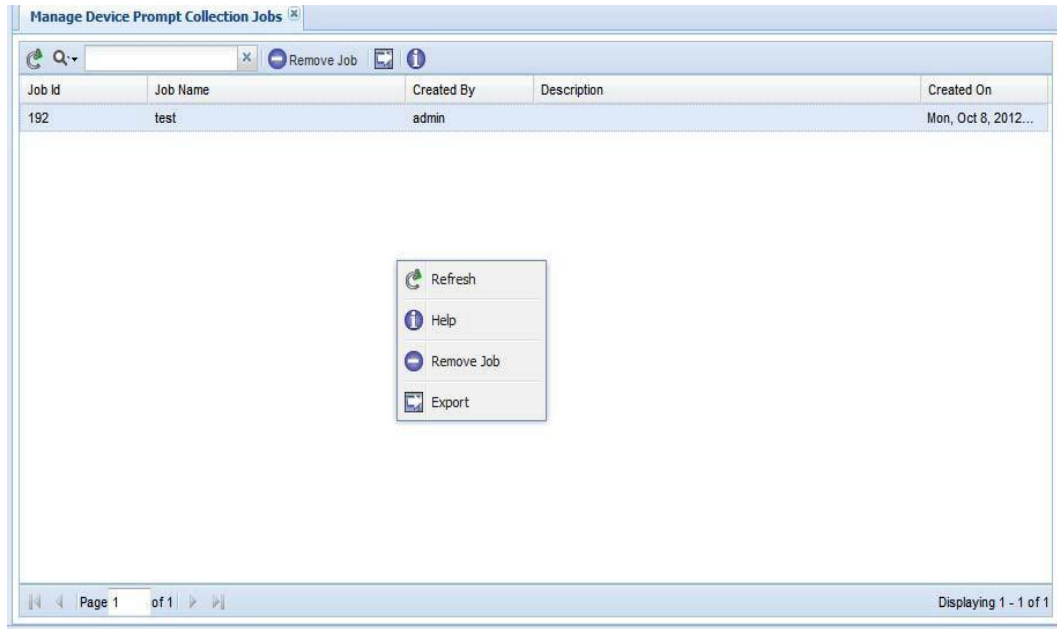 Manage Device Prompt Collection Jobs
Remove Job
Job Id Job Name Created By Description Created On
192 test admin Mon, Oct 8, 2012...
Refresh
Help
Remove Job
Export
Page 1 of 1 Displaying 1 - 1 of 1